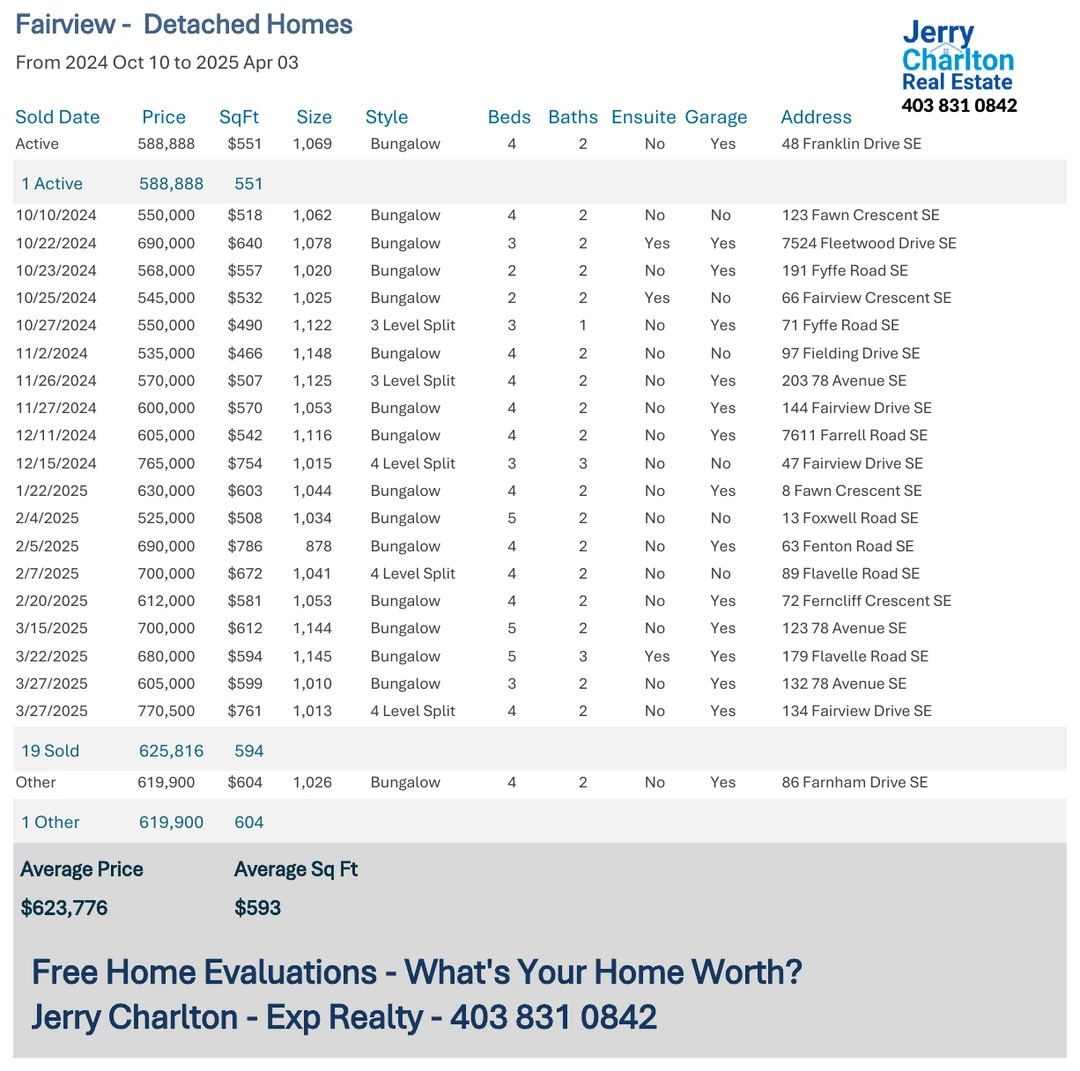 Fairview - Detached Homes
From 2024 Oct 10 to 2025 Apr 03
Jerry
Charlton
Real Estate
403 831 0842
Sold Date Price SqFt Size Style Beds Baths Ensuite Garage Address
Active 588,888 $551 1,069 Bungalow 4 2 No Yes 48 Franklin Drive SE
1 Active 588,888 551
10/10/2024 550,000 $518 1,062 Bungalow 4 2 No No 123 Fawn Crescent SE
10/22/2024 690,000 $640 1,078 Bungalow 3 2 Yes Yes 7524 Fleetwood Drive SE
10/23/2024 568,000 $557 1,020 Bungalow 2 2 No Yes 191 Fyffe Road SE
10/25/2024 545,000 $532 1,025 Bungalow 2 2 Yes No 66 Fairview Crescent SE
10/27/2024 550,000 $490 1,122 3 Level Split 3 1 No Yes 71 Fyffe Road SE
11/2/2024 535,000 $466 1,148 Bungalow 4 2 No No 97 Fielding Drive SE
11/26/2024 570,000 $507 1,125 3 Level Split 4 2 No Yes 203 78 Avenue SE
11/27/2024 600,000 $570 1,053 Bungalow 4 2 No Yes 144 Fairview Drive SE
12/11/2024 605,000 $542 1,116 Bungalow 4 2 No Yes 7611 Farrell Road SE
12/15/2024 765,000 $754 1,015 4 Level Split 3 3 No No 47 Fairview Drive SE
1/22/2025 630,000 $603 1,044 Bungalow 4 2 No Yes 8 Fawn Crescent SE
2/4/2025 525,000 $508 1,034 Bungalow 5 2 No No 13 Foxwell Road SE
2/5/2025 690,000 $786 878 Bungalow 4 2 No Yes 63 Fenton Road SE
2/7/2025 700,000 $672 1,041 4 Level Split 4 2 No No 89 Flavelle Road SE
2/20/2025 612,000 $581 1,053 Bungalow 4 2 No Yes 72 Ferncliff Crescent SE
3/15/2025 700,000 $612 1,144 Bungalow 5 2 No Yes 123 78 Avenue SE
3/22/2025 680,000 $594 1,145 Bungalow 5 3 Yes Yes 179 Flavelle Road SE
3/27/2025 605,000 $599 1,010 Bungalow 3 2 No Yes 132 78 Avenue SE
3/27/2025 770,500 $761 1,013 4 Level Split 4 2 No Yes 134 Fairview Drive SE
19 Sold 625,816 594
Other 619,900 $604 1,026 Bungalow 4 2 No Yes 86 Farnham Drive SE
1 Other 619,900 604
Average Price Average Sq Ft
$623,776 $593
Free Home Evaluations - What's Your Home Worth?
Jerry Charlton - Exp Realty - 403 831 0842